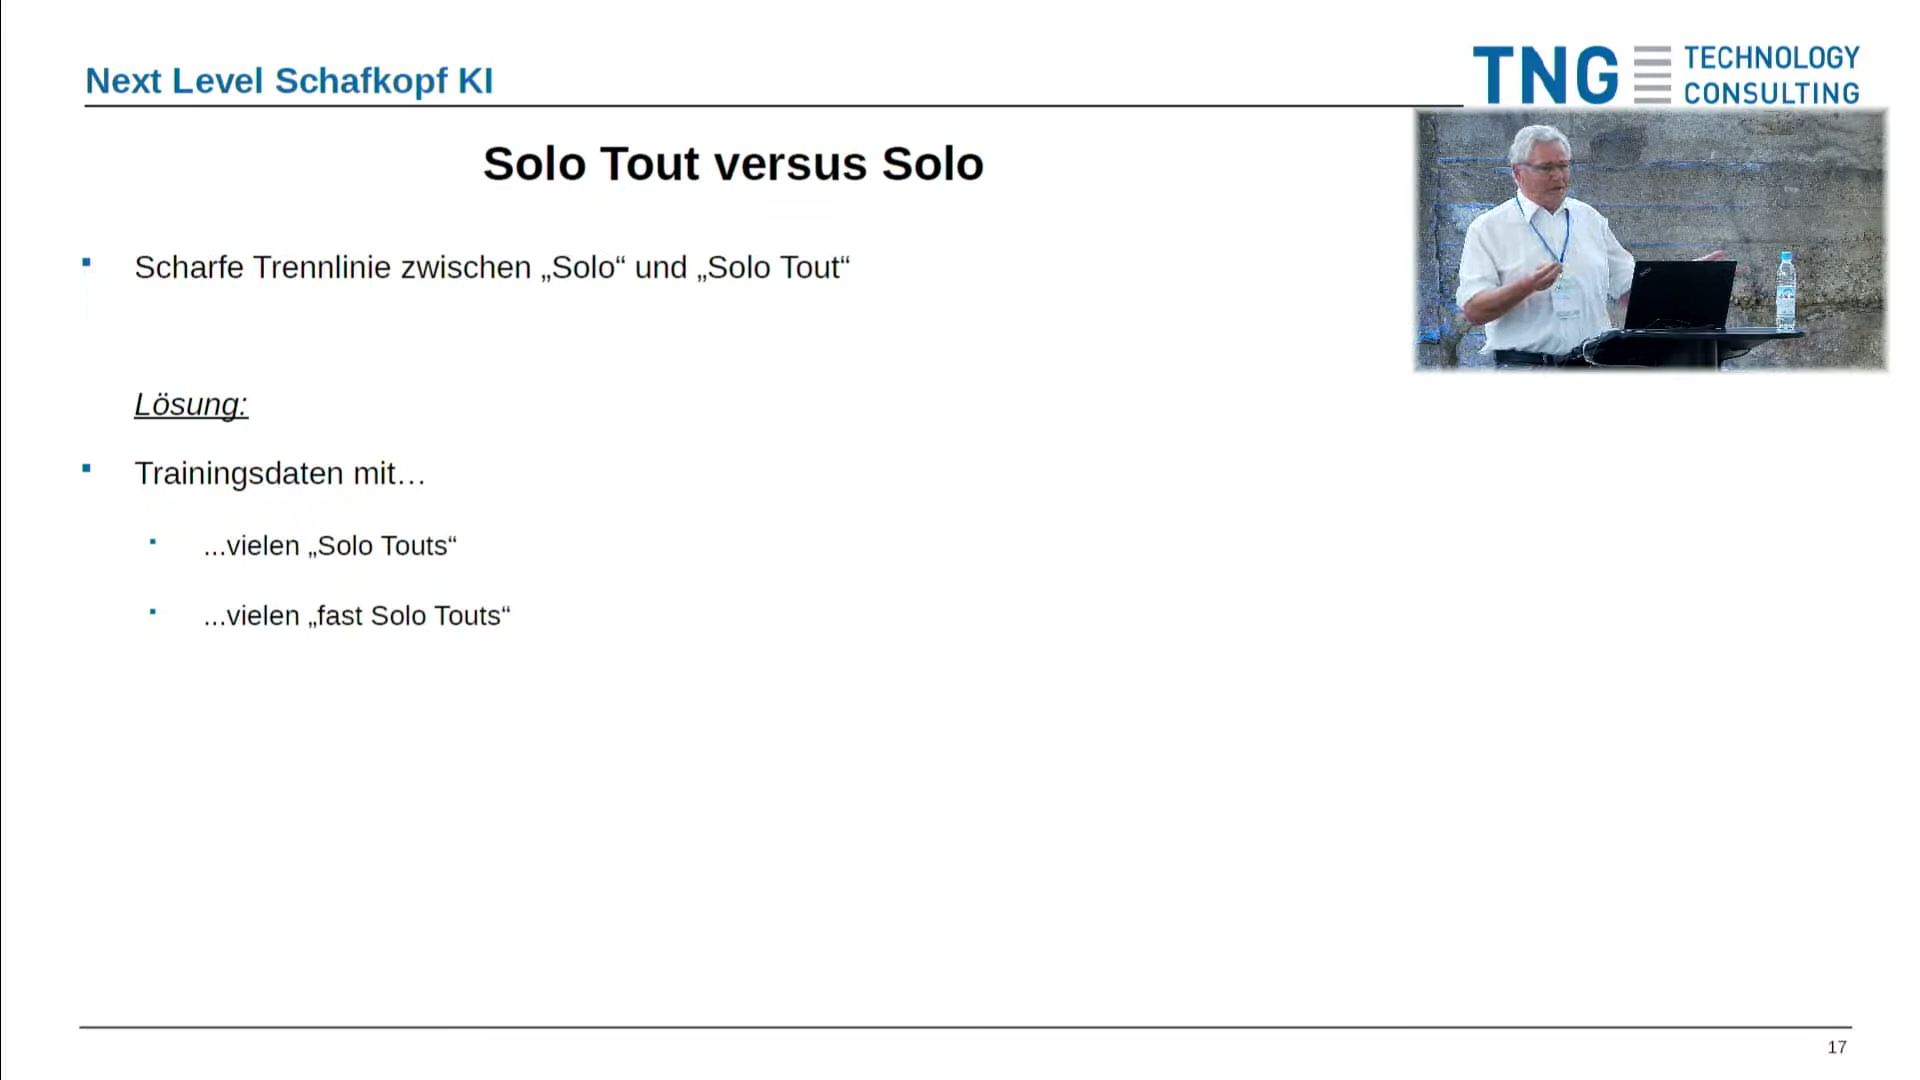 Next Level Schafkopf KI
TNG TECHNOLOGY
CONSULTING
Solo Tout versus Solo
Scharfe Trennlinie zwischen „Solo“ und „Solo Tout“
Lösung:
Trainingsdaten mit…
...vielen „Solo Touts“
...vielen „fast Solo Touts“
17